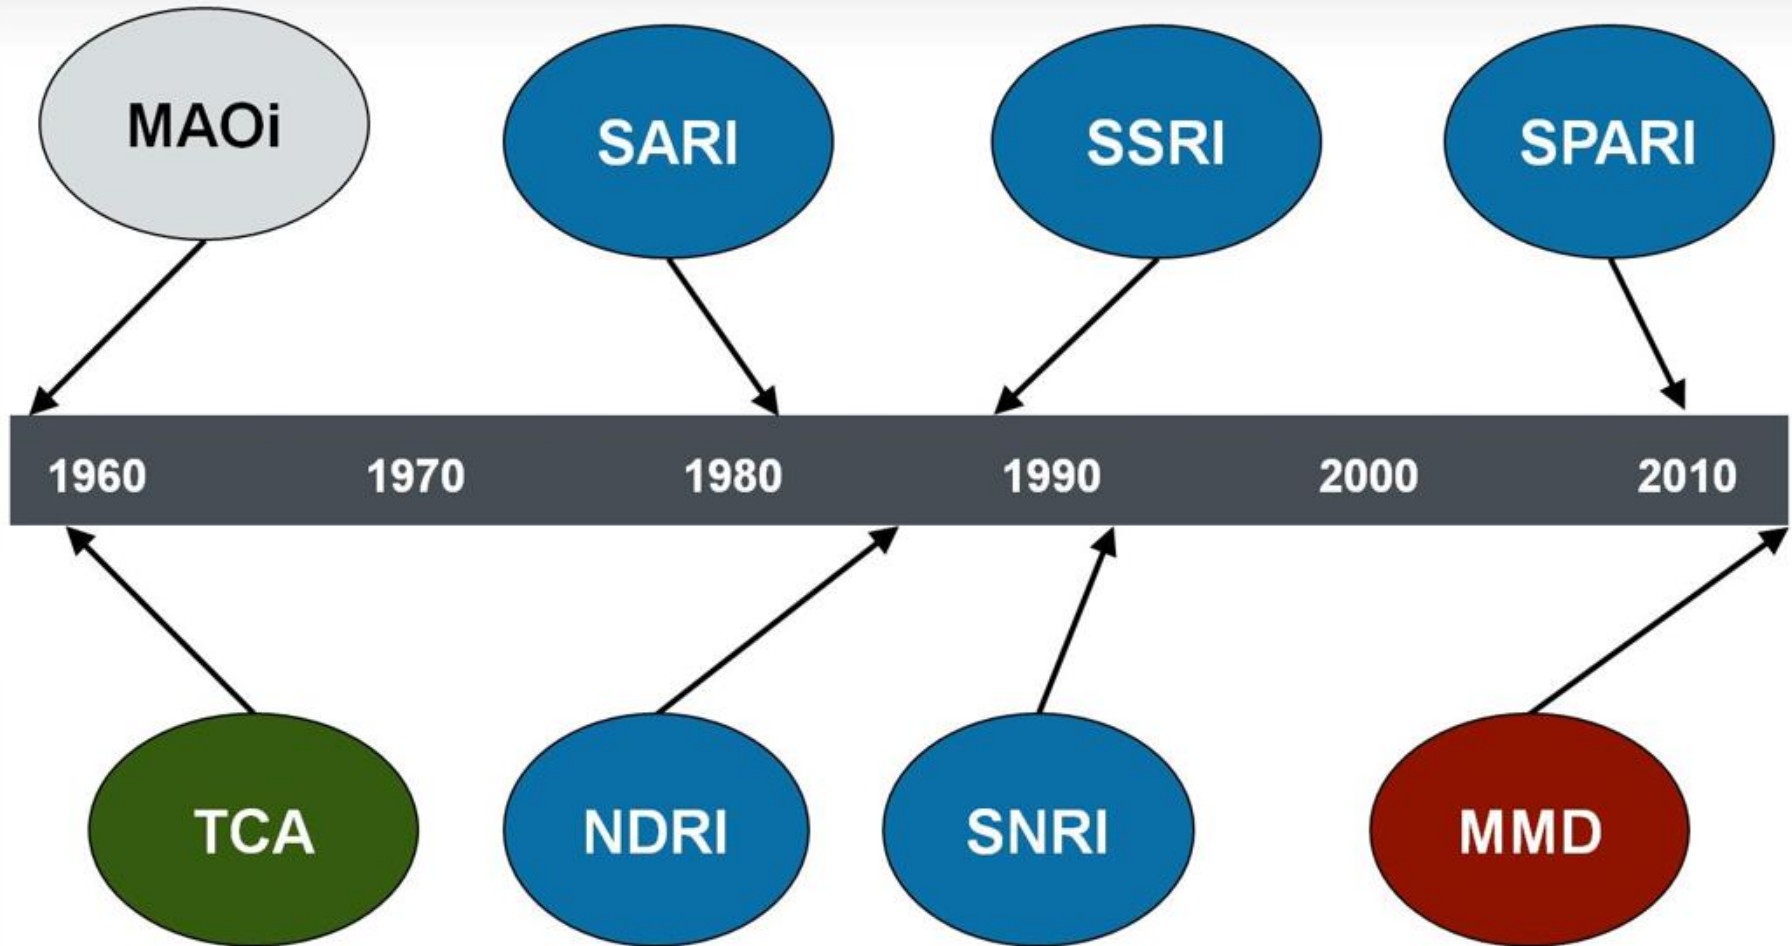 MAOi
SARI
SSRI
SPARI
1960 1970 1980 1990 2000 2010
TCA
NDRI
SNRI
MMD